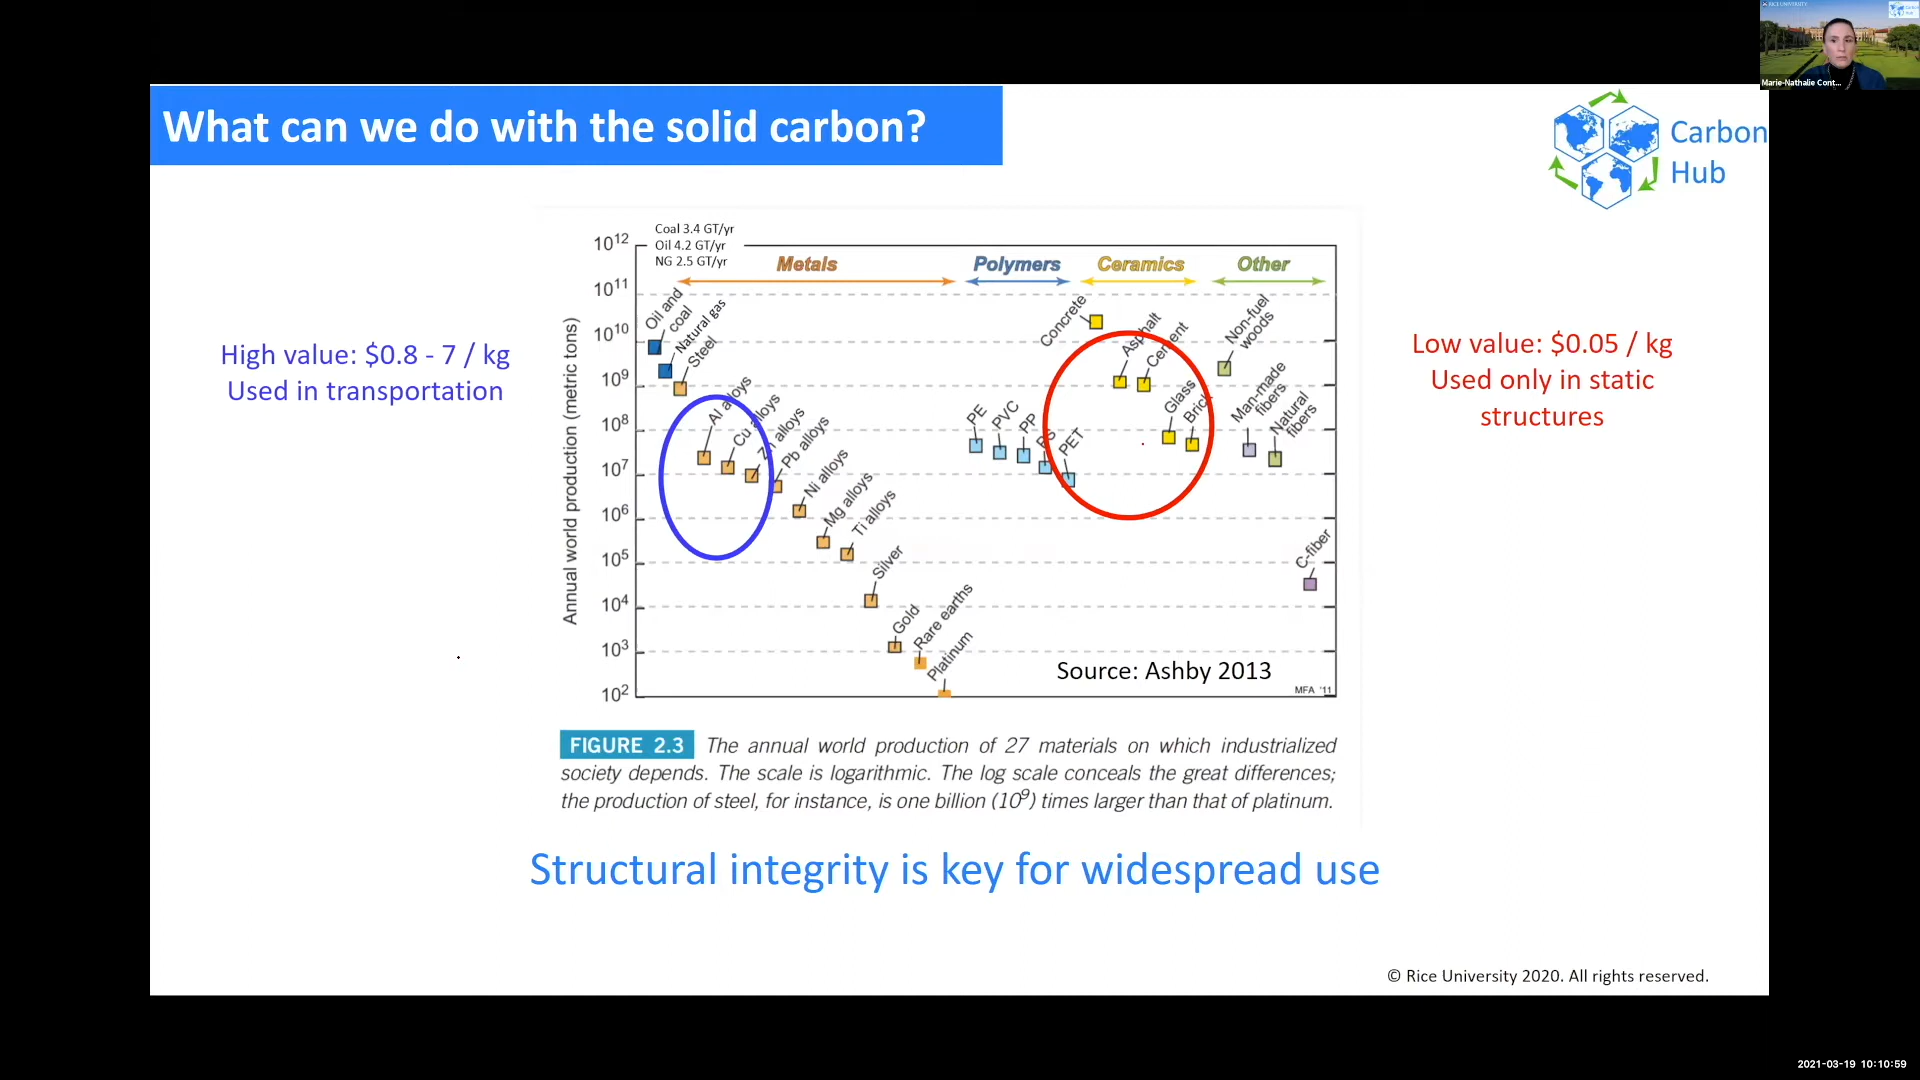 RICE UNIVERSITY
Carbon
Hub
Marie-Nathalie Cont...
What can we do with the solid carbon?
Carbon
Hub
Coal 3.4 GT/yr
Oil 4.2 GT/yr
NG 2.5 GT/yr
Metals
Polymers
Ceramics
Other
High value: $0.8 - 7 / kg
Used in transportation
Low value: $0.05 / kg
Used only in static
structures
Annual world production (metric tons)
10¹²
10¹¹
10¹⁰
10⁹
10⁸
10⁷
10⁶
10⁵
10⁴
10³
10²
Oil and
coal
Natural gas
Steel
Al alloys
Cu alloys
Zn alloys
Pb alloys
Ni alloys
Mg alloys
Ti alloys
Silver
Gold
Rare earths
Platinum
PE
PVC
PP
PS
PET
Concrete
Asphalt
Cement
Glass
Brick
Non-fuel
woods
Man-made
fibers
Natural
fibers
C-fiber
Source: Ashby 2013
MFA '11
FIGURE 2.3 The annual world production of 27 materials on which industrialized
society depends. The scale is logarithmic. The log scale conceals the great differences;
the production of steel, for instance, is one billion (10⁹) times larger than that of platinum.
Structural integrity is key for widespread use
© Rice University 2020. All rights reserved.
2021-03-19 10:10:59